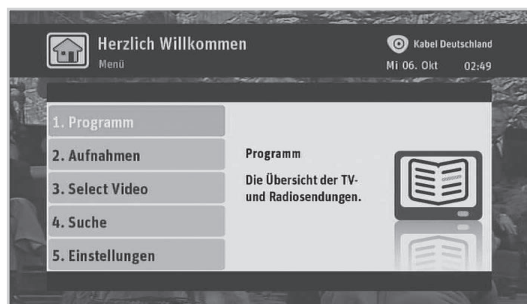 Herzlich Willkommen
Menü
Kabel Deutschland
Mi 06. Okt 02:49
1. Programm
2. Aufnahmen
3. Select Video
4. Suche
5. Einstellungen
Programm
Die Übersicht der TV-
und Radiosendungen.